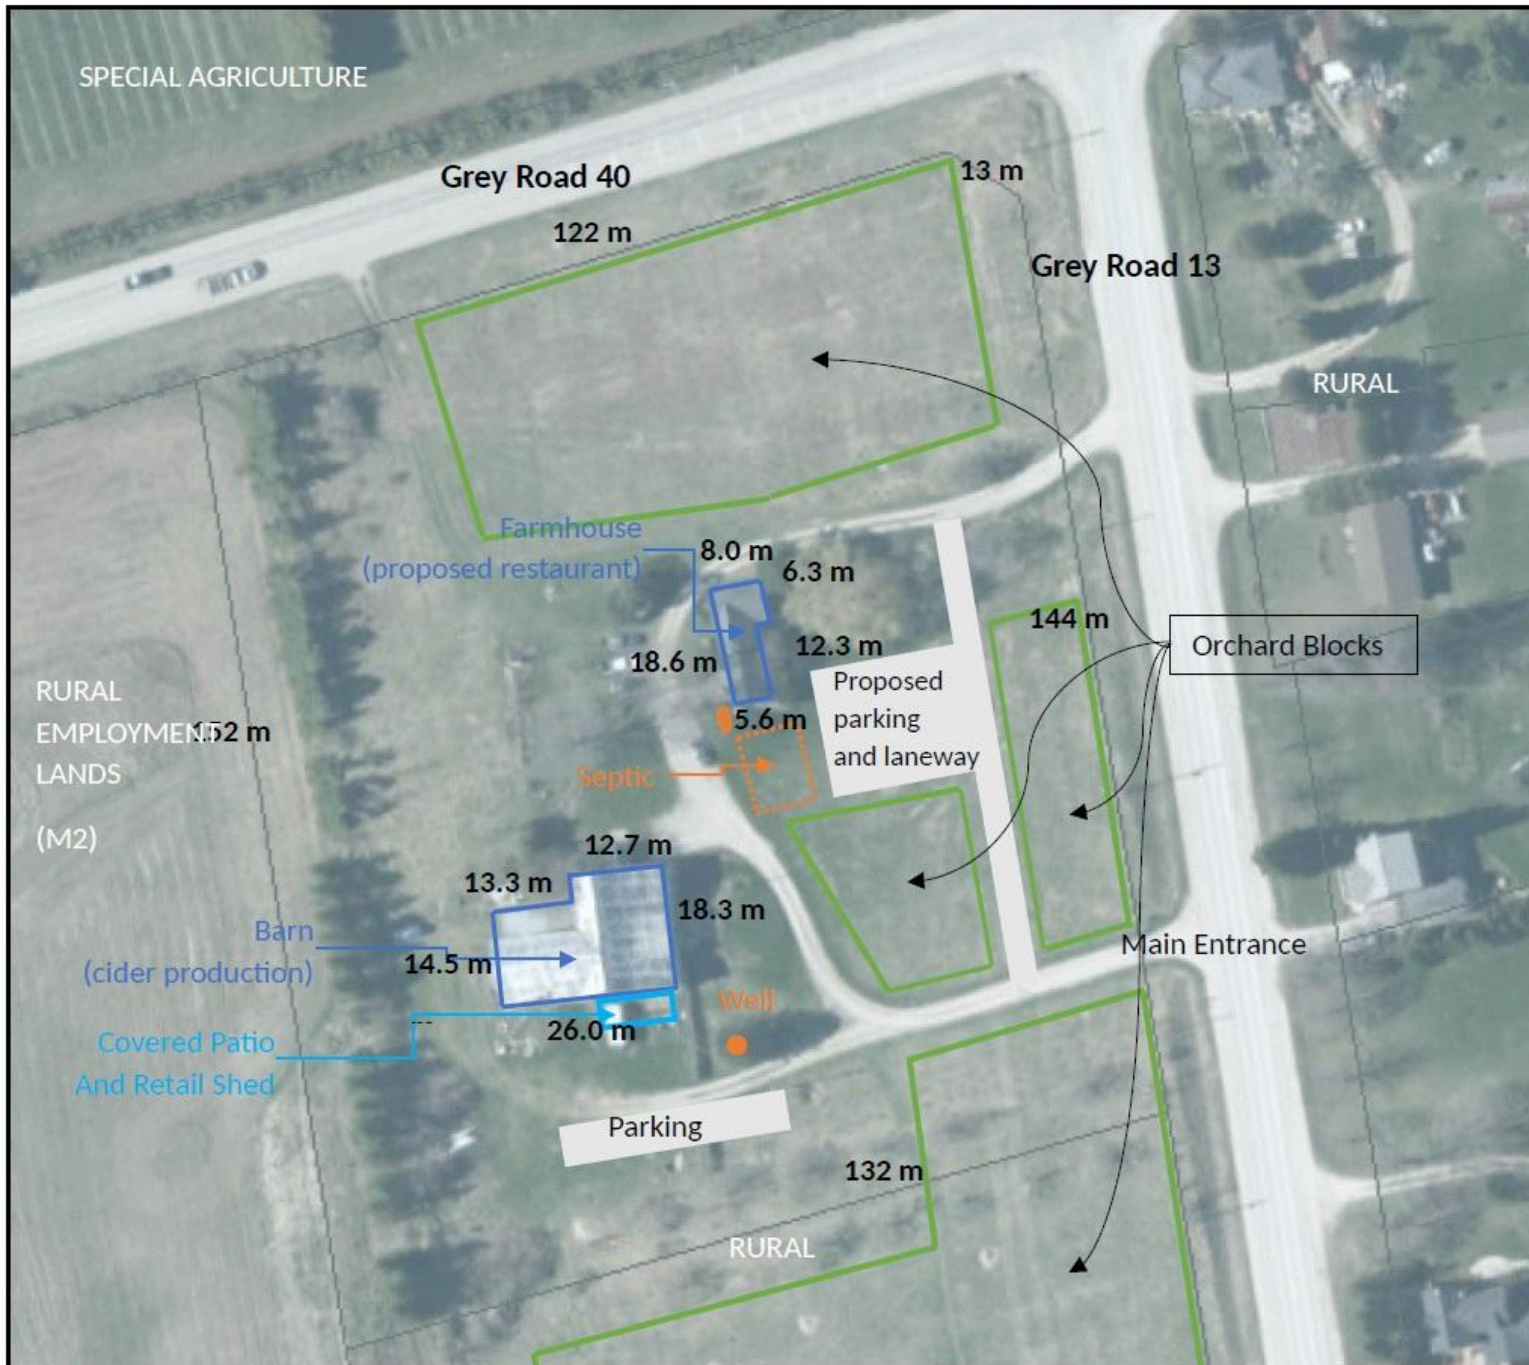 SPECIAL AGRICULTURE
Grey Road 40
13 m
122 m
Grey Road 13
RURAL
Farmhouse
(proposed restaurant)
8.0 m
6.3 m
144 m
12.3 m
Orchard Blocks
18.6 m
Proposed
parking
and laneway
RURAL
EMPLOYMENT
LANDS
(M2)
152 m
5.6 m
Septic
12.7 m
13.3 m
18.3 m
Barn
(cider production)
14.5 m
Main Entrance
Well
26.0 m
Covered Patio
And Retail Shed
Parking
132 m
RURAL